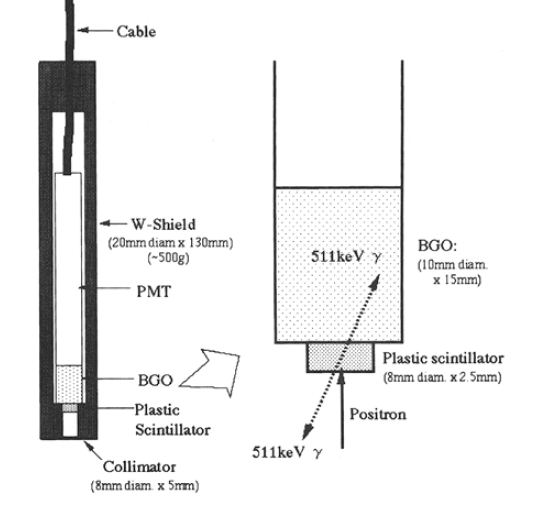 Cable
W-Shield
(20mm diam x 130mm)
(~500g)
PMT
BGO
Plastic
Scintillator
Collimator
(8mm diam. x 5mm)
511keV γ
BGO:
(10mm diam.
x 15mm)
Plastic scintillator
(8mm diam. x 2.5mm)
Positron
511keV γ